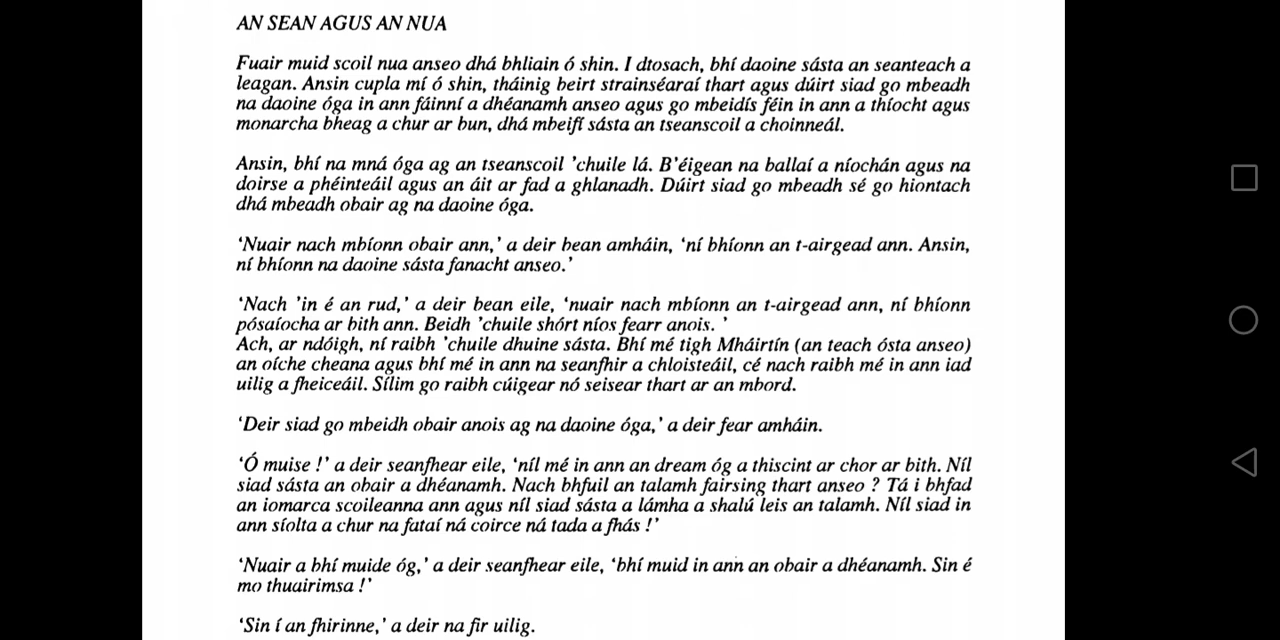 AN SEAN AGUS AN NUA
Fuair muid scoil nua anseo dhá bhliain ó shin. I dtosach, bhí daoine sásta an seanteach a
leagan. Ansin cupla mí ó shin, tháinig beirt strainséaraí thart agus dúirt siad go mbeadh
na daoine óga in ann fáinní a dhéanamh anseo agus go mbeidís féin in ann a thíocht agus
monarcha bheag a chur ar bun, dhá mbeifí sásta an tseanscoil a choinneál.
Ansin, bhí na mná óga ag an tseanscoil 'chuile lá. B'éigean na ballaí a níochán agus na
doirse a phéinteáil agus an áit ar fad a ghlanadh. Dúirt siad go mbeadh sé go hiontach
dhá mbeadh obair ag na daoine óga.
'Nuair nach mbíonn obair ann,' a deir bean amháin, 'ní bhíonn an t-airgead ann. Ansin,
ní bhíonn na daoine sásta fanacht anseo.'
'Nach 'in é an rud,' a deir bean eile, 'nuair nach mbíonn an t-airgead ann, ní bhíonn
pósaíocha ar bith ann. Beidh 'chuile shórt níos fearr anois. '
Ach, ar ndóigh, ní raibh 'chuile dhuine sásta. Bhí mé tigh Mháirtín (an teach ósta anseo)
an oíche cheana agus bhí mé in ann na seanfhir a chloisteáil, cé nach raibh mé in ann iad
uilig a fheiceáil. Sílim go raibh cúigear nó seisear thart ar an mbord.
'Deir siad go mbeidh obair anois ag na daoine óga,' a deir fear amháin.
'Ó muise !' a deir seanfhear eile, 'níl mé in ann an dream óg a thiscint ar chor ar bith. Níl
siad sásta an obair a dhéanamh. Nach bhfuil an talamh fairsing thart anseo ? Tá i bhfad
an iomarca scoileanna ann agus níl siad sásta a lámha a shalú leis an talamh. Níl siad in
ann síolta a chur na fataí ná coirce ná tada a fhás !'
'Nuair a bhí muide óg,' a deir seanfhear eile, 'bhí muid in ann an obair a dhéanamh. Sin é
mo thuairimsa !'
'Sin í an fhirinne,' a deir na fir uilig.